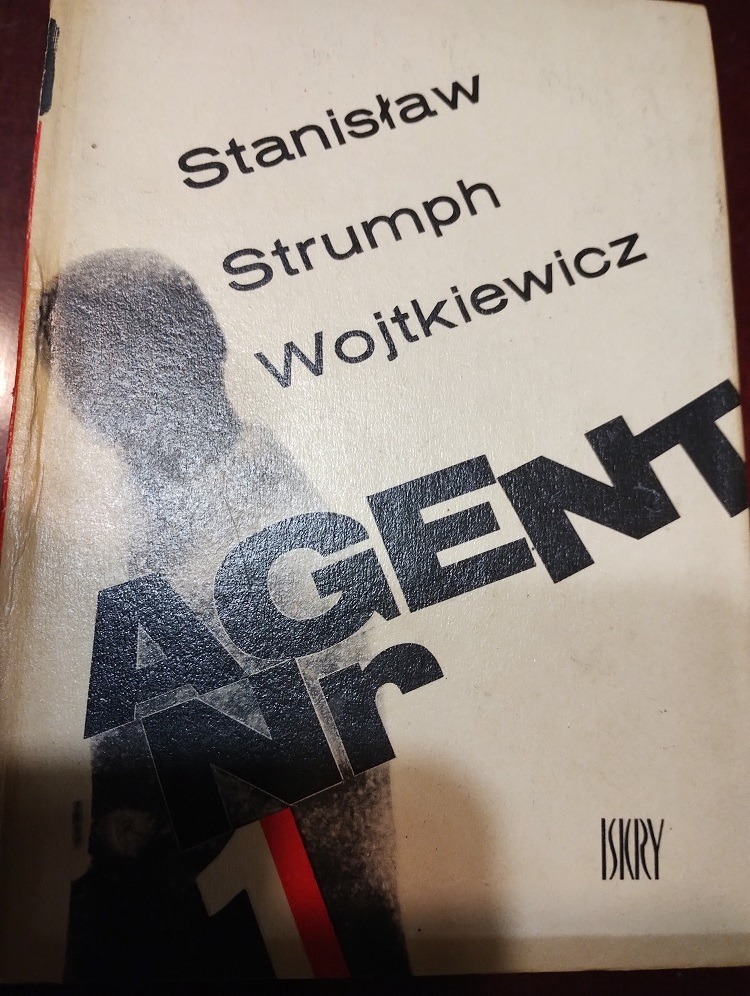 Stanisław
Strumph
Wojtkiewicz
AGENT
Nr
1
ISKRY